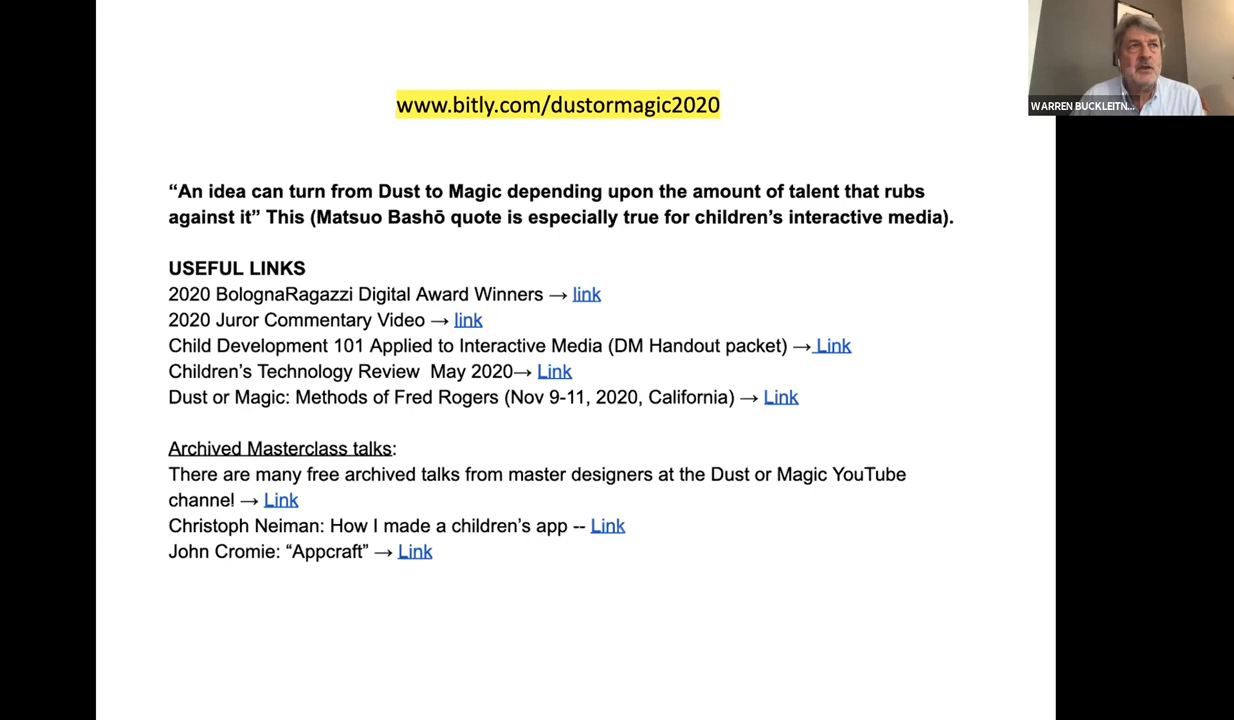 www.bitly.com/dustormagic2020
WARREN BUCKLEITN...
“An idea can turn from Dust to Magic depending upon the amount of talent that rubs
against it” This (Matsuo Bashō quote is especially true for children’s interactive media).
USEFUL LINKS
2020 BolognaRagazzi Digital Award Winners → link
2020 Juror Commentary Video → link
Child Development 101 Applied to Interactive Media (DM Handout packet) → Link
Children’s Technology Review  May 2020→ Link
Dust or Magic: Methods of Fred Rogers (Nov 9-11, 2020, California) → Link
Archived Masterclass talks:
There are many free archived talks from master designers at the Dust or Magic YouTube
channel → Link
Christoph Neiman: How I made a children’s app -- Link
John Cromie: “Appcraft” → Link